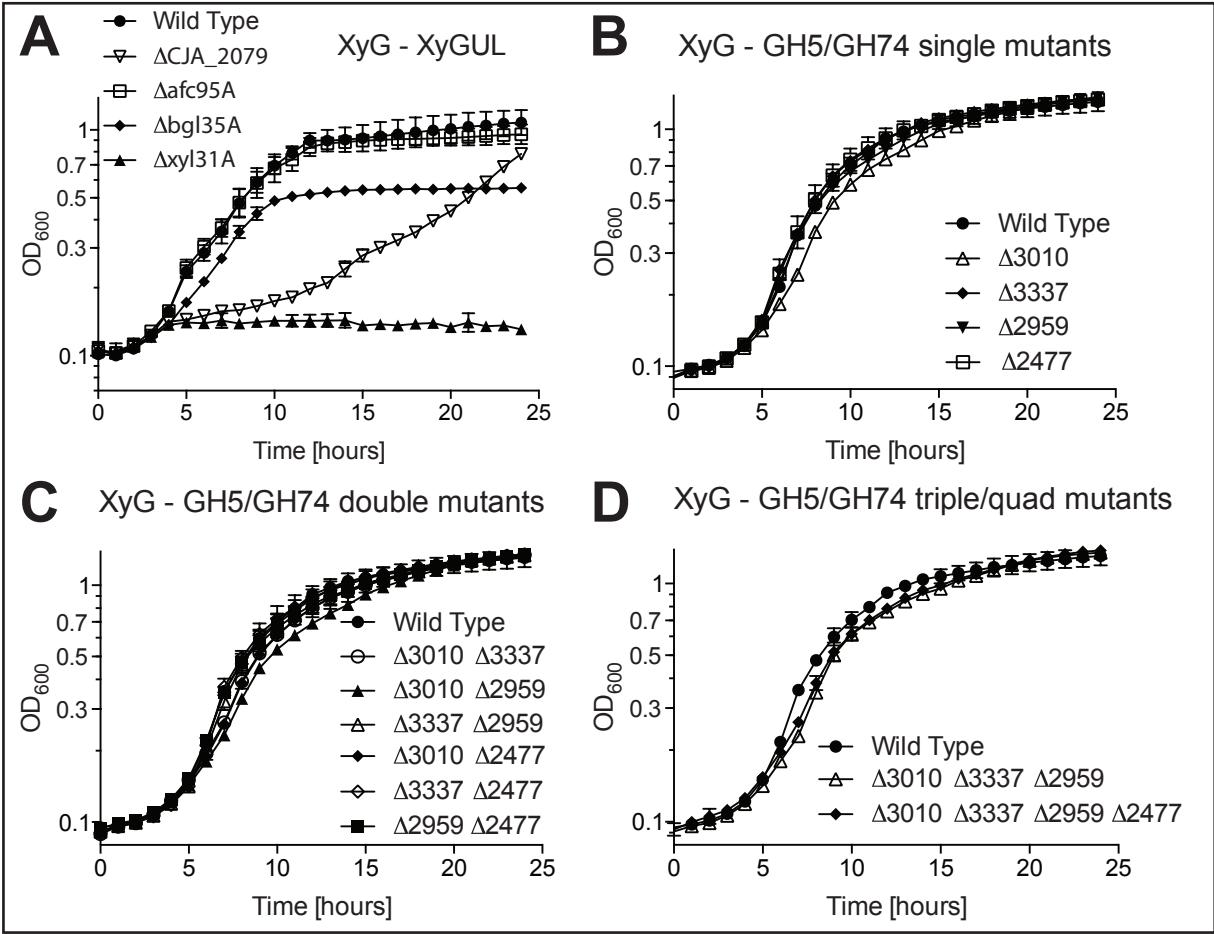 A
Wild Type
ΔCJA_2079
Δafc95A
Δbgl35A
Δxyl31A
XyG - XyGUL
1
0.7
0.5
0.3
0.1
OD600
0 5 10 15 20 25
Time [hours]
B
XyG - GH5/GH74 single mutants
1
0.7
0.5
0.3
0.1
OD600
Wild Type
Δ3010
Δ3337
Δ2959
Δ2477
0 5 10 15 20 25
Time [hours]
C
XyG - GH5/GH74 double mutants
1
0.7
0.5
0.3
0.1
OD600
Wild Type
Δ3010 Δ3337
Δ3010 Δ2959
Δ3337 Δ2959
Δ3010 Δ2477
Δ3337 Δ2477
Δ2959 Δ2477
0 5 10 15 20 25
Time [hours]
D
XyG - GH5/GH74 triple/quad mutants
1
0.7
0.5
0.3
0.1
OD600
Wild Type
Δ3010 Δ3337 Δ2959
Δ3010 Δ3337 Δ2959 Δ2477
0 5 10 15 20 25
Time [hours]